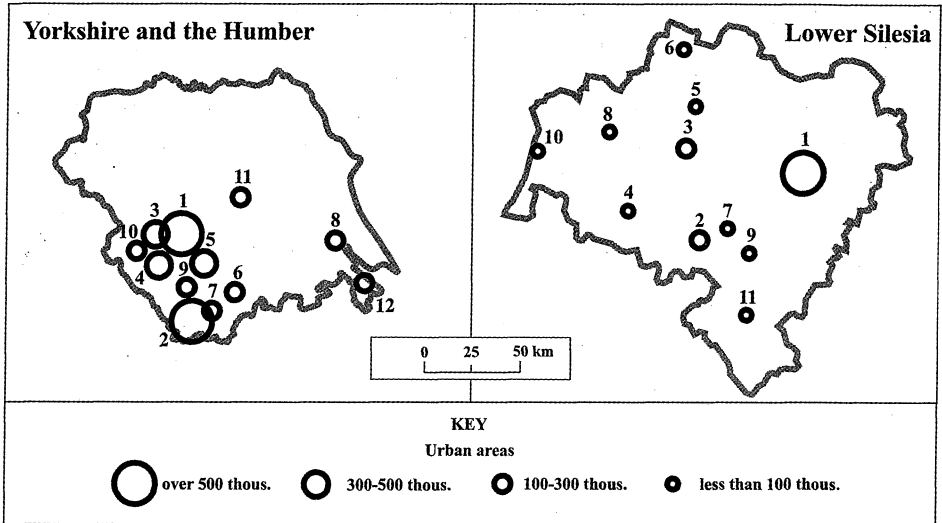 Yorkshire and the Humber
Lower Silesia
6
5
8
3
1
10
11
4
3
1
8
10
2
7
5
9
4
9
6
7
12
11
2
0 25 50 km
KEY
Urban areas
over 500 thous.
300-500 thous.
100-300 thous.
less than 100 thous.